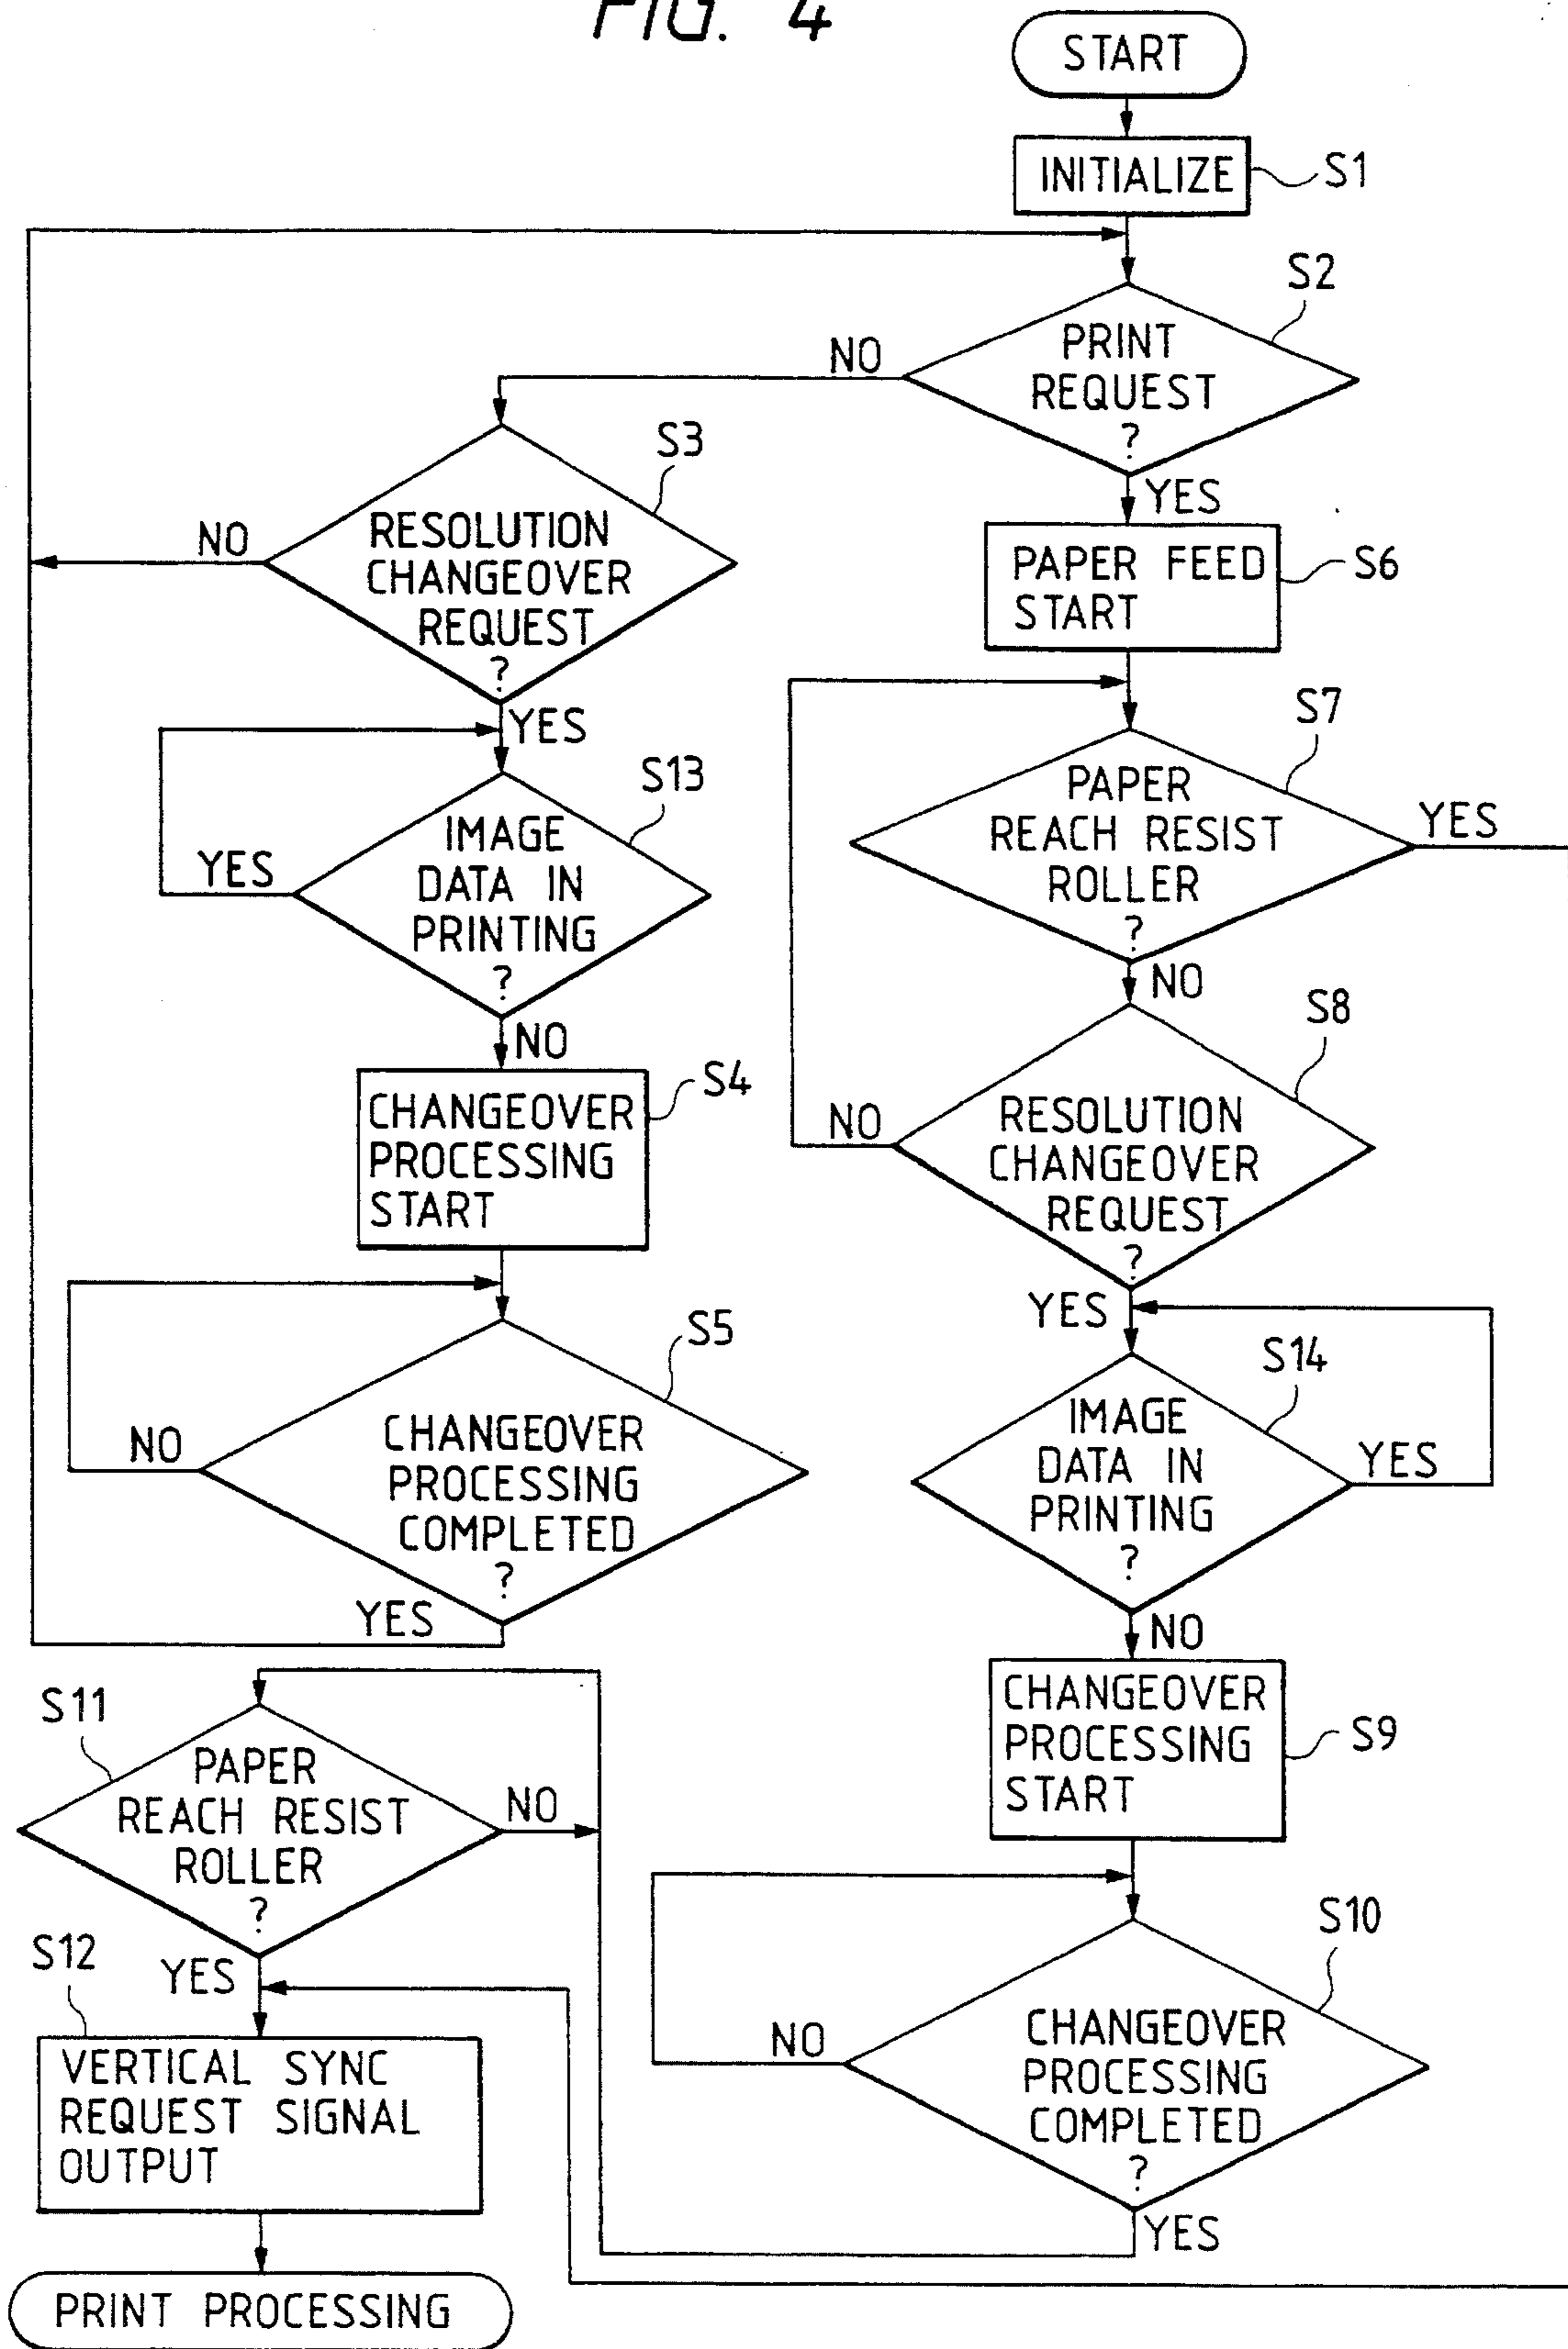 FIG. 4
START
INITIALIZE
S1
S2
PRINT
REQUEST
?
NO
YES
S3
RESOLUTION
CHANGEOVER
REQUEST
?
NO
YES
S6
PAPER FEED
START
S7
PAPER
REACH RESIST
ROLLER
?
YES
NO
S13
IMAGE
DATA IN
PRINTING
?
YES
NO
S8
RESOLUTION
CHANGEOVER
REQUEST
?
NO
YES
S4
CHANGEOVER
PROCESSING
START
S5
CHANGEOVER
PROCESSING
COMPLETED
?
NO
YES
S14
IMAGE
DATA IN
PRINTING
?
YES
NO
S9
CHANGEOVER
PROCESSING
START
S11
PAPER
REACH RESIST
ROLLER
?
NO
YES
S10
CHANGEOVER
PROCESSING
COMPLETED
?
NO
YES
S12
VERTICAL SYNC
REQUEST SIGNAL
OUTPUT
PRINT PROCESSING